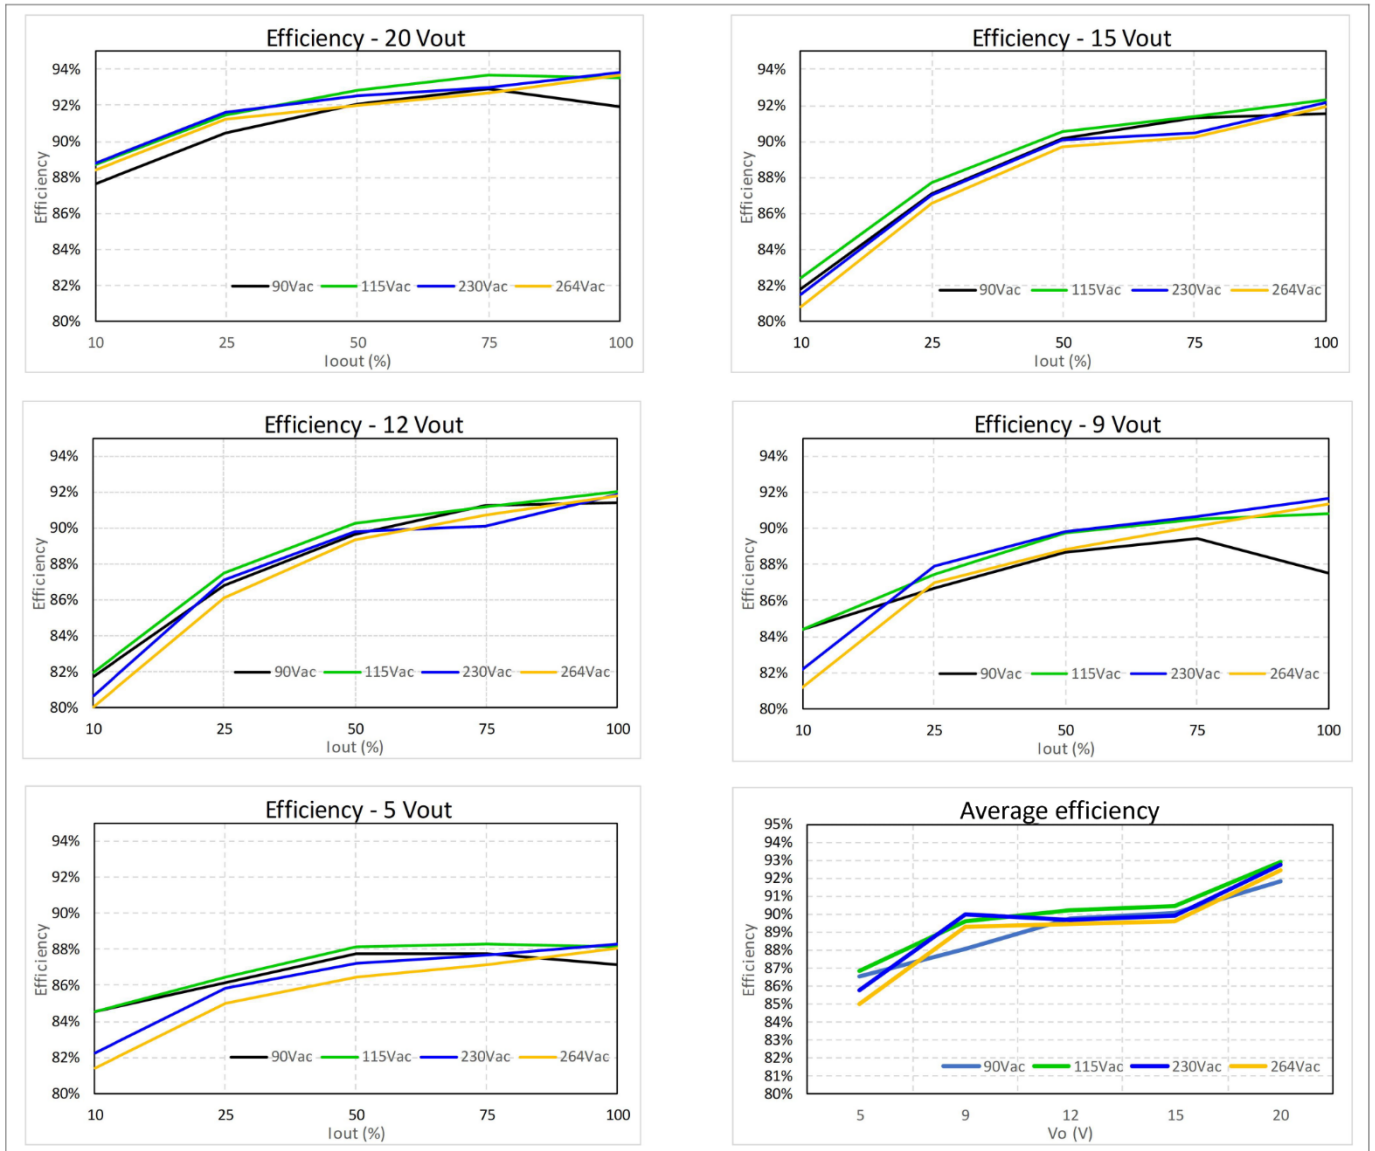 Efficiency - 20 Vout
94%
92%
90%
88%
86%
84%
82%
80%
Efficiency
90Vac 115Vac 230Vac 264Vac
10 25 50 75 100
Ioout (%)
Efficiency - 15 Vout
94%
92%
90%
88%
86%
84%
82%
80%
Efficiency
90Vac 115Vac 230Vac 264Vac
10 25 50 75 100
Iout (%)
Efficiency - 12 Vout
94%
92%
90%
88%
86%
84%
82%
80%
Efficiency
90Vac 115Vac 230Vac 264Vac
10 25 50 75 100
Iout (%)
Efficiency - 9 Vout
94%
92%
90%
88%
86%
84%
82%
80%
Efficiency
90Vac 115Vac 230Vac 264Vac
10 25 50 75 100
Iout (%)
Efficiency - 5 Vout
94%
92%
90%
88%
86%
84%
82%
80%
Efficiency
90Vac 115Vac 230Vac 264Vac
10 25 50 75 100
Iout (%)
Average efficiency
95%
94%
93%
92%
91%
90%
89%
88%
87%
86%
85%
84%
83%
82%
81%
80%
Efficiency
90Vac 115Vac 230Vac 264Vac
5 9 12 15 20
Vo (V)